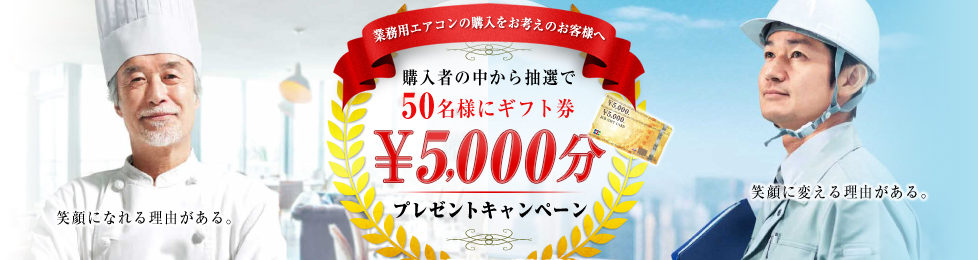 業務用エアコンの購入をお考えのお客様へ
購入者の中から抽選で
50名様にギフト券
¥5,000分
プレゼントキャンペーン
¥5,000
¥5,000
笑顔になれる理由がある。
笑顔に変える理由がある。